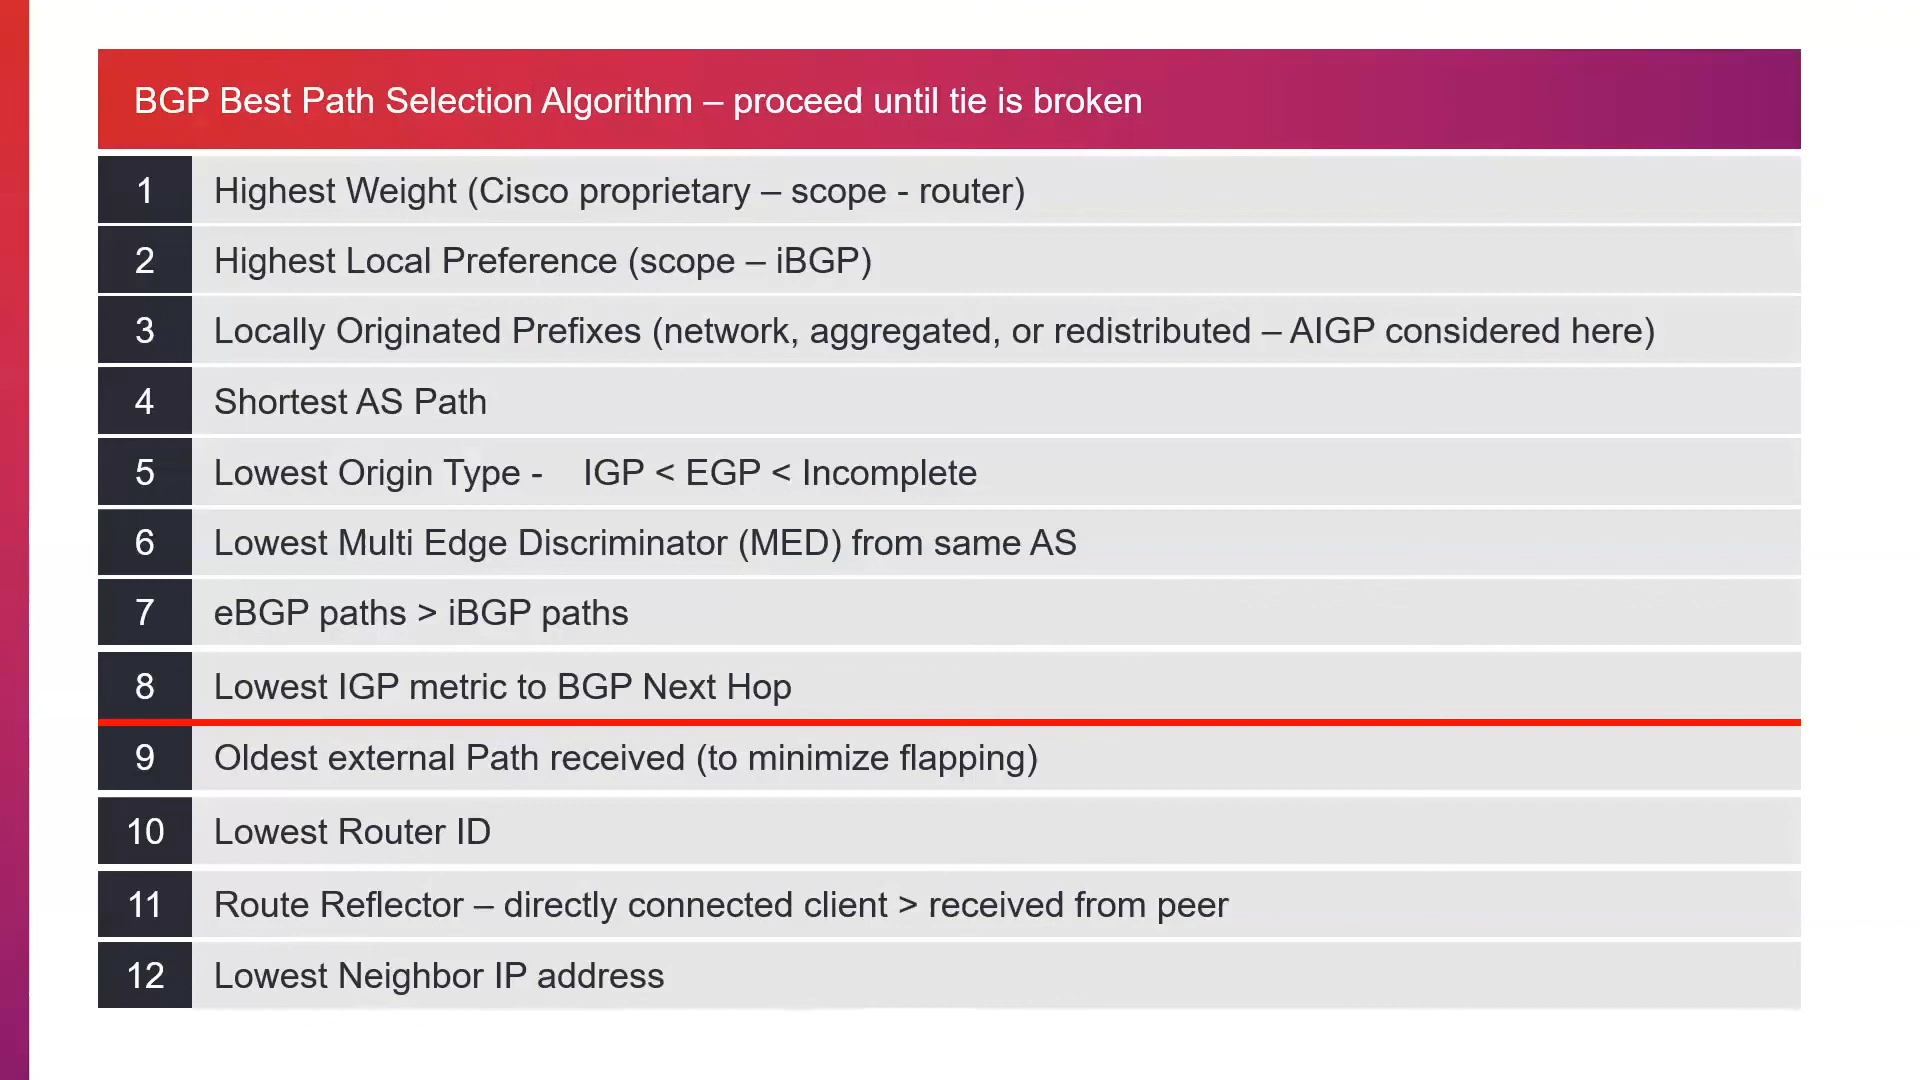 BGP Best Path Selection Algorithm – proceed until tie is broken
1 Highest Weight (Cisco proprietary – scope - router)
2 Highest Local Preference (scope – iBGP)
3 Locally Originated Prefixes (network, aggregated, or redistributed – AIGP considered here)
4 Shortest AS Path
5 Lowest Origin Type - IGP < EGP < Incomplete
6 Lowest Multi Edge Discriminator (MED) from same AS
7 eBGP paths > iBGP paths
8 Lowest IGP metric to BGP Next Hop
9 Oldest external Path received (to minimize flapping)
10 Lowest Router ID
11 Route Reflector – directly connected client > received from peer
12 Lowest Neighbor IP address